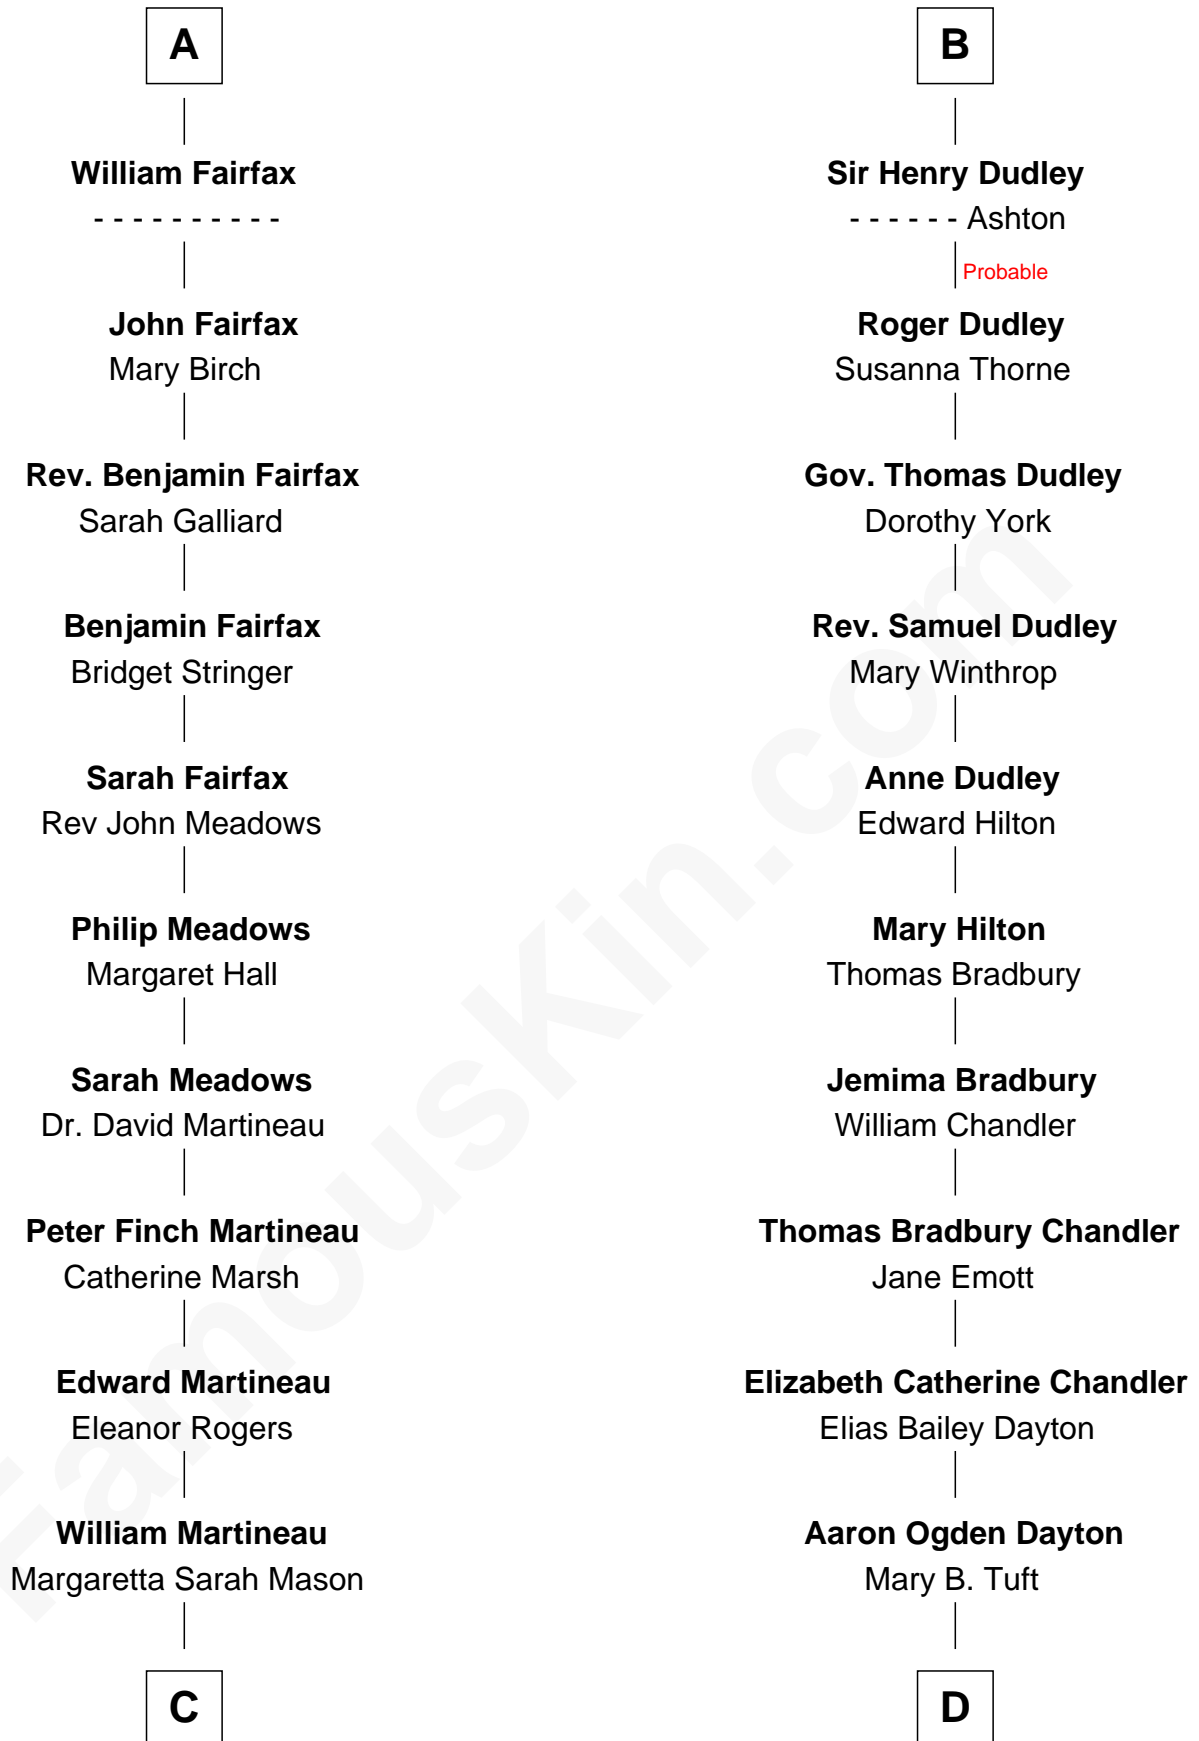 A
William Fairfax
- - - - - - - - - -
John Fairfax
Mary Birch
Rev. Benjamin Fairfax
Sarah Galliard
Benjamin Fairfax
Bridget Stringer
Sarah Fairfax
Rev John Meadows
Philip Meadows
Margaret Hall
Sarah Meadows
Dr. David Martineau
Peter Finch Martineau
Catherine Marsh
Edward Martineau
Eleanor Rogers
William Martineau
Margaretta Sarah Mason
C
B
Sir Henry Dudley
- - - - - - Ashton
Probable
Roger Dudley
Susanna Thorne
Gov. Thomas Dudley
Dorothy York
Rev. Samuel Dudley
Mary Winthrop
Anne Dudley
Edward Hilton
Mary Hilton
Thomas Bradbury
Jemima Bradbury
William Chandler
Thomas Bradbury Chandler
Jane Emott
Elizabeth Catherine Chandler
Elias Bailey Dayton
Aaron Ogden Dayton
Mary B. Tuft
D
FamousKin.com